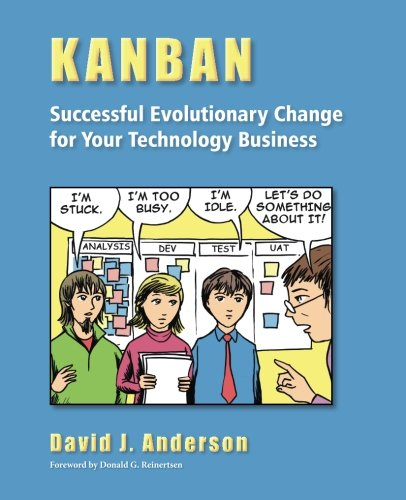 KANBAN
Successful Evolutionary Change
for Your Technology Business
I'M
STUCK.
I'M TOO
BUSY.
I'M
IDLE.
LET'S DO
SOMETHING
ABOUT IT!
ANALYSIS
DEV
TEST
UAT
David J. Anderson
Foreword by Donald G. Reinertsen